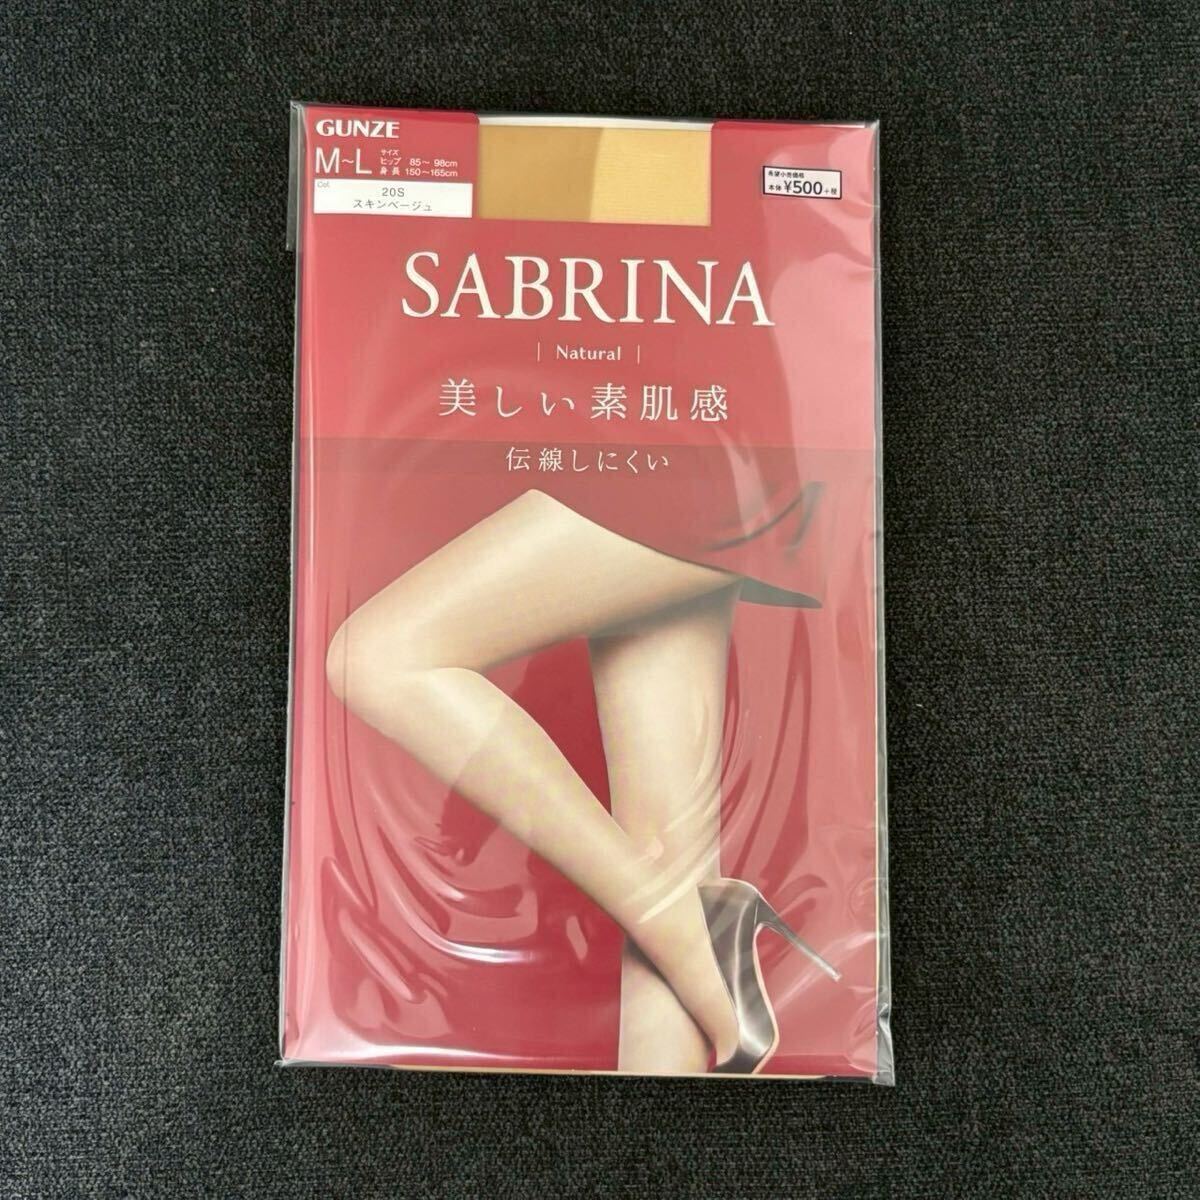 GUNZE
M~L サイズ
ヒップ 85~98cm
身長 150~165cm
Col.
20S
スキンベージュ
希望小売価格
本体 ¥500+税
SABRINA
| Natural |
美しい素肌感
伝線しにくい